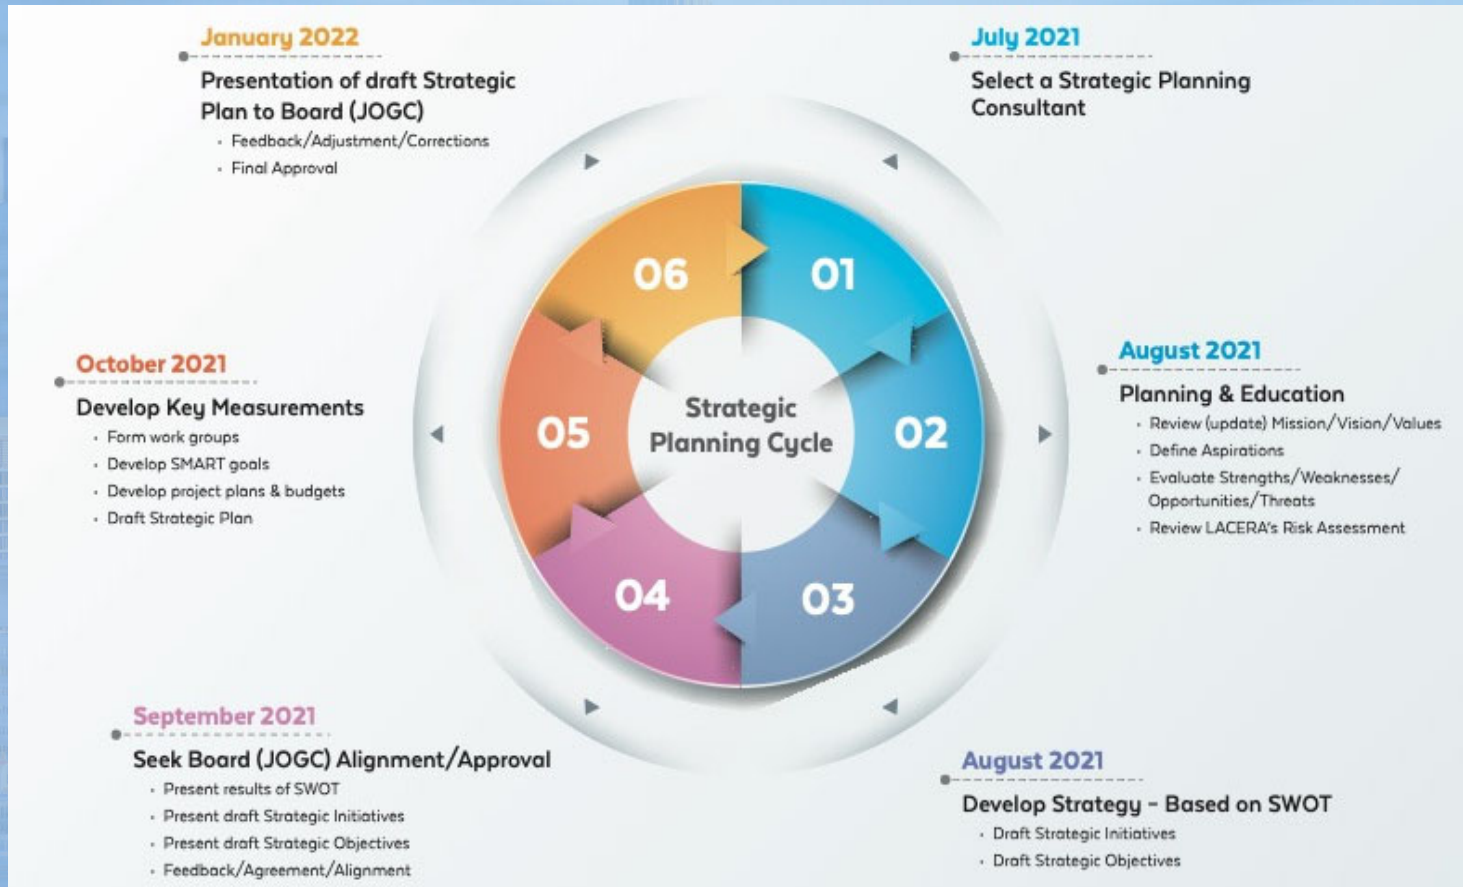 January 2022
Presentation of draft Strategic
Plan to Board (JOGC)
· Feedback/Adjustment/Corrections
· Final Approval
July 2021
Select a Strategic Planning
Consultant
06
01
October 2021
Develop Key Measurements
· Form work groups
· Develop SMART goals
· Develop project plans & budgets
· Draft Strategic Plan
05
Strategic
Planning Cycle
02
August 2021
Planning & Education
· Review (update) Mission/Vision/Values
· Define Aspirations
· Evaluate Strengths/Weaknesses/
Opportunities/Threats
· Review LACERA's Risk Assessment
04
03
September 2021
Seek Board (JOGC) Alignment/Approval
· Present results of SWOT
· Present draft Strategic Initiatives
· Present draft Strategic Objectives
· Feedback/Agreement/Alignment
August 2021
Develop Strategy – Based on SWOT
· Draft Strategic Initiatives
· Draft Strategic Objectives